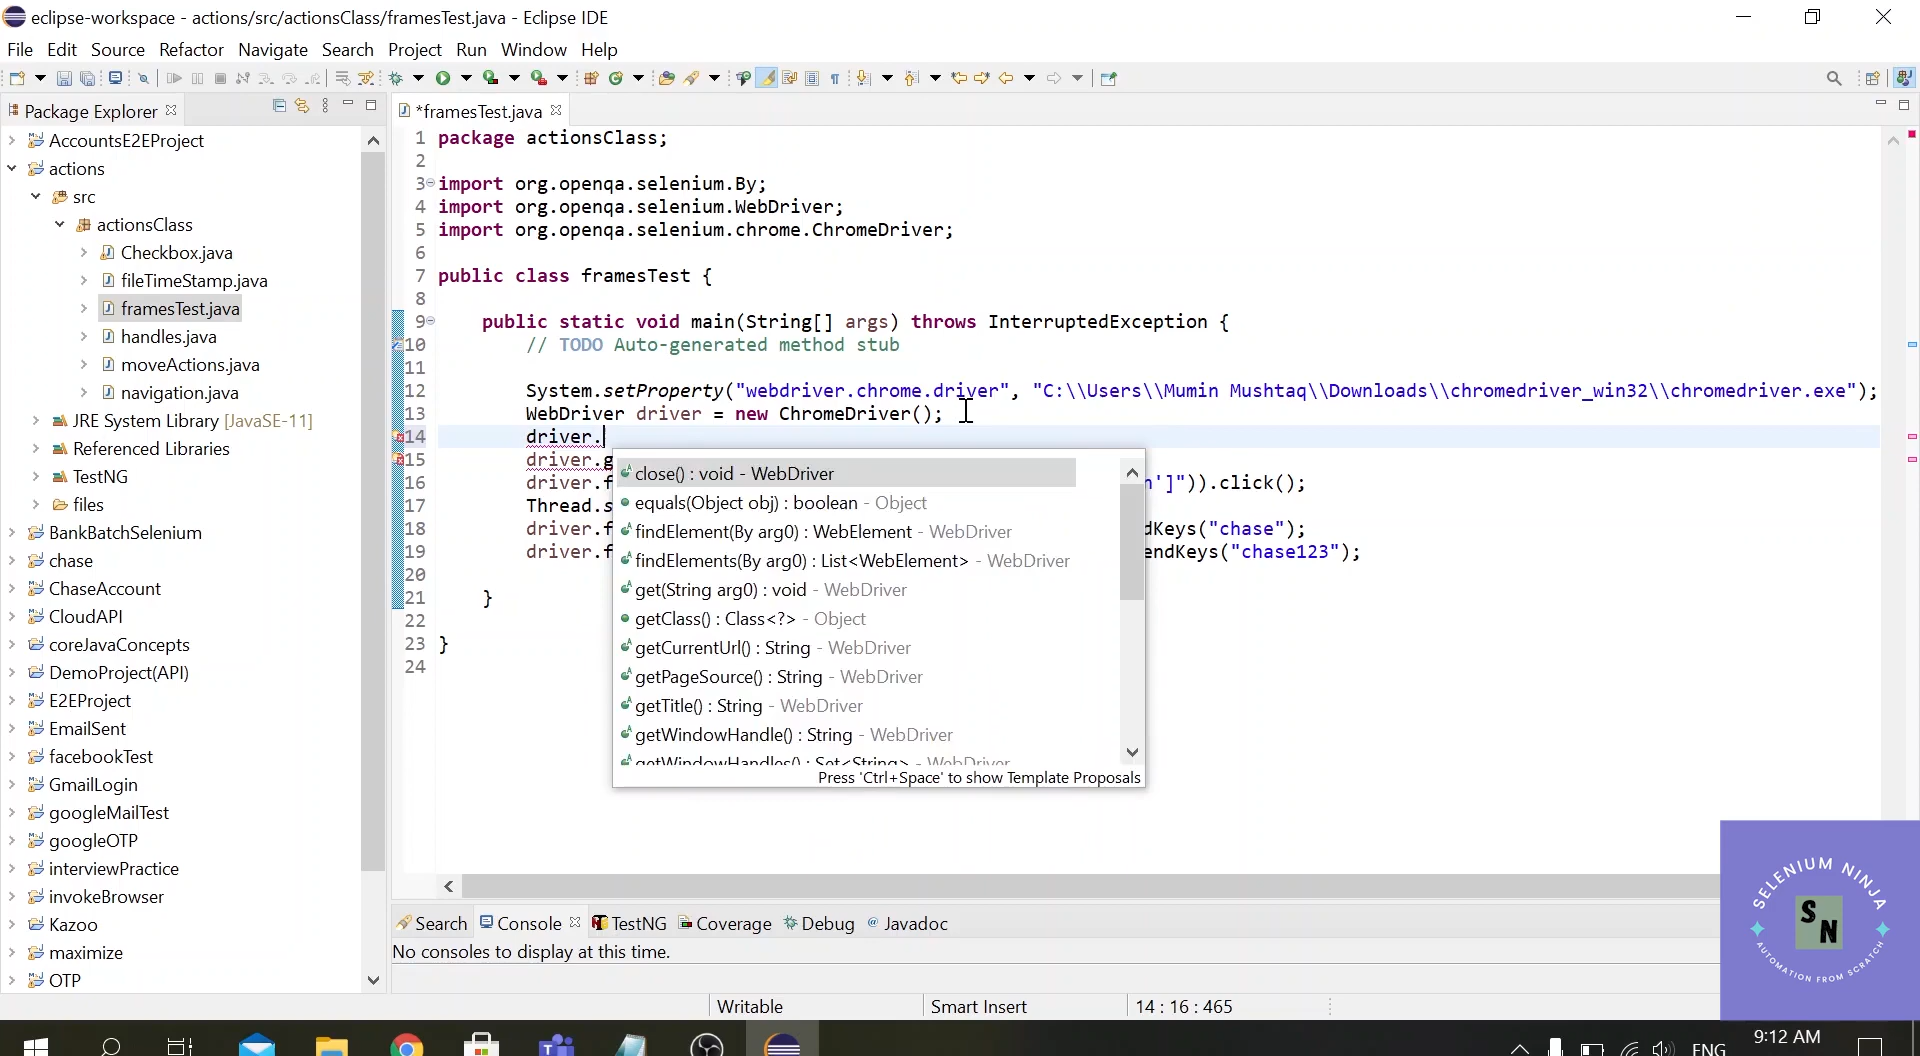 eclipse-workspace - actions/src/actionsClass/framesTest.java - Eclipse IDE
File Edit Source Refactor Navigate Search Project Run Window Help
Package Explorer
*framesTest.java
AccountsE2EProject
actions
src
actionsClass
Checkbox.java
fileTimeStamp.java
framesTest.java
handles.java
moveActions.java
navigation.java
JRE System Library [JavaSE-11]
Referenced Libraries
TestNG
files
BankBatchSelenium
chase
ChaseAccount
CloudAPI
coreJavaConcepts
DemoProject(API)
E2EProject
EmailSent
facebookTest
GmailLogin
googleMailTest
googleOTP
interviewPractice
invokeBrowser
Kazoo
maximize
OTP
1 package actionsClass;
2
3 import org.openqa.selenium.By;
4 import org.openqa.selenium.WebDriver;
5 import org.openqa.selenium.chrome.ChromeDriver;
6
7 public class framesTest {
8
9 public static void main(String[] args) throws InterruptedException {
10 // TODO Auto-generated method stub
11
12 System.setProperty("webdriver.chrome.driver", "C:\\Users\\Mumin Mushtaq\\Downloads\\chromedriver_win32\\chromedriver.exe");
13 WebDriver driver = new ChromeDriver();
14 driver.
15 driver.g
16 driver.f n']")).click();
17 Thread.s
18 driver.f dKeys("chase");
19 driver.f endKeys("chase123");
20
21 }
22
23 }
24
close() : void - WebDriver
equals(Object obj) : boolean - Object
findElement(By arg0) : WebElement - WebDriver
findElements(By arg0) : List<WebElement> - WebDriver
get(String arg0) : void - WebDriver
getClass() : Class<?> - Object
getCurrentUrl() : String - WebDriver
getPageSource() : String - WebDriver
getTitle() : String - WebDriver
getWindowHandle() : String - WebDriver
getWindowHandles() : Set<String> - WebDriver
Press 'Ctrl+Space' to show Template Proposals
Search Console TestNG Coverage Debug Javadoc
No consoles to display at this time.
Writable Smart Insert 14 : 16 : 465
SELENIUM NINJA
S N
AUTOMATION FROM SCRATCH
ENG
9:12 AM